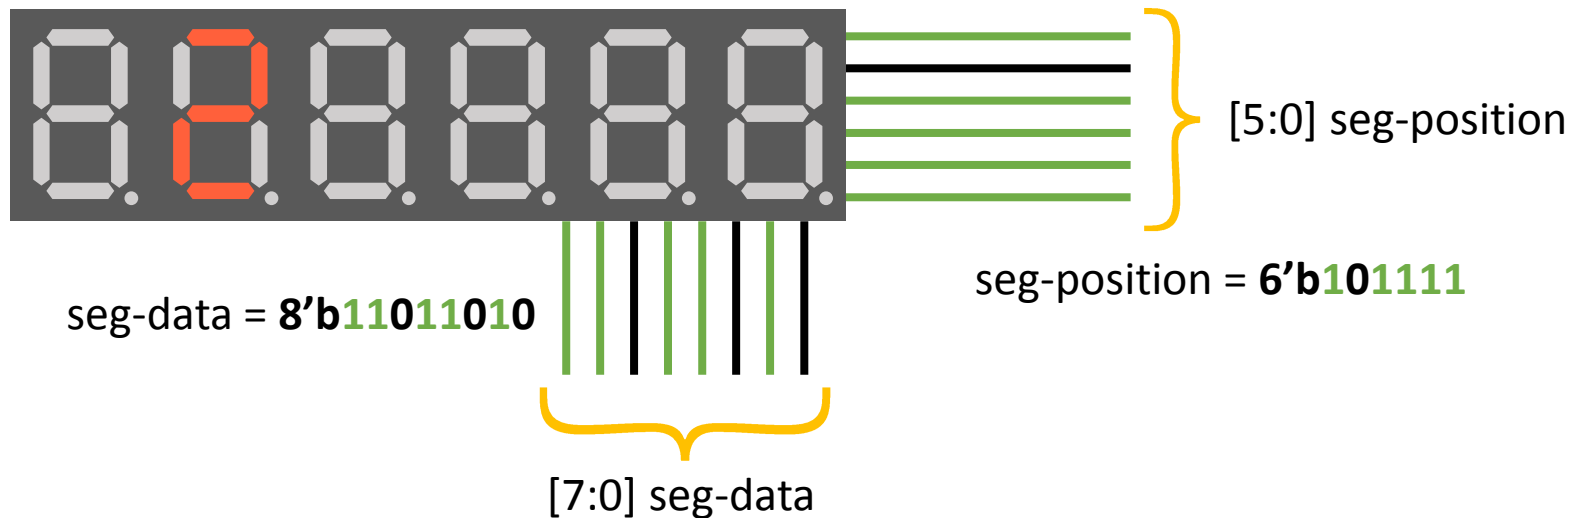 [5:0] seg-position
seg-position = 6’b101111
seg-data = 8’b11011010
[7:0] seg-data